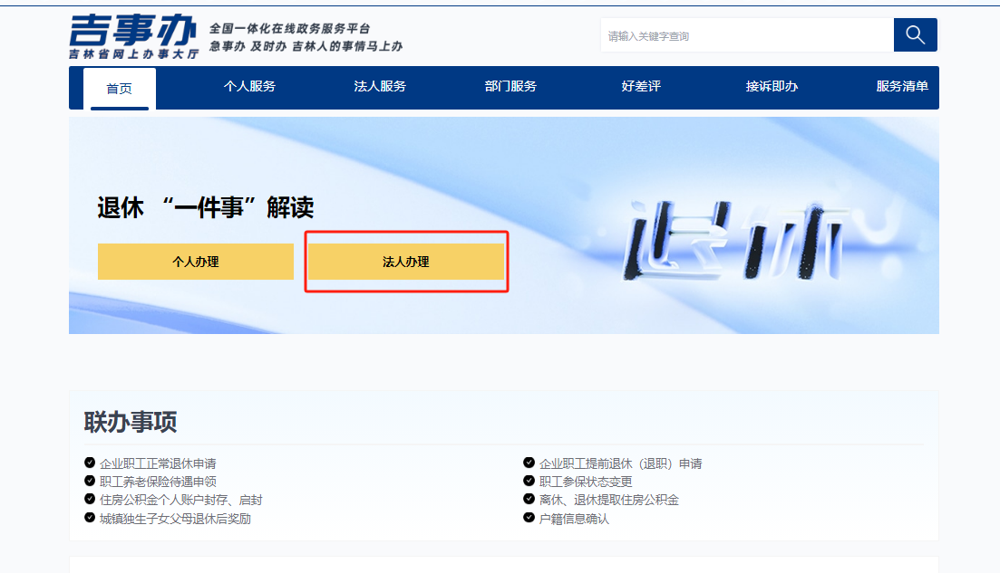 吉事办
吉林省网上办事大厅
全国一体化在线政务服务平台
急事办 及时办 吉林人的事情马上办
请输入关键字查询
首页
个人服务
法人服务
部门服务
好差评
接诉即办
服务清单
退休 “一件事”解读
个人办理
法人办理
退休
联办事项
企业职工正常退休申请
企业职工提前退休（退职）申请
职工养老保险待遇申领
职工参保状态变更
住房公积金个人账户封存、启封
离休、退休提取住房公积金
城镇独生子女父母退休后奖励
户籍信息确认